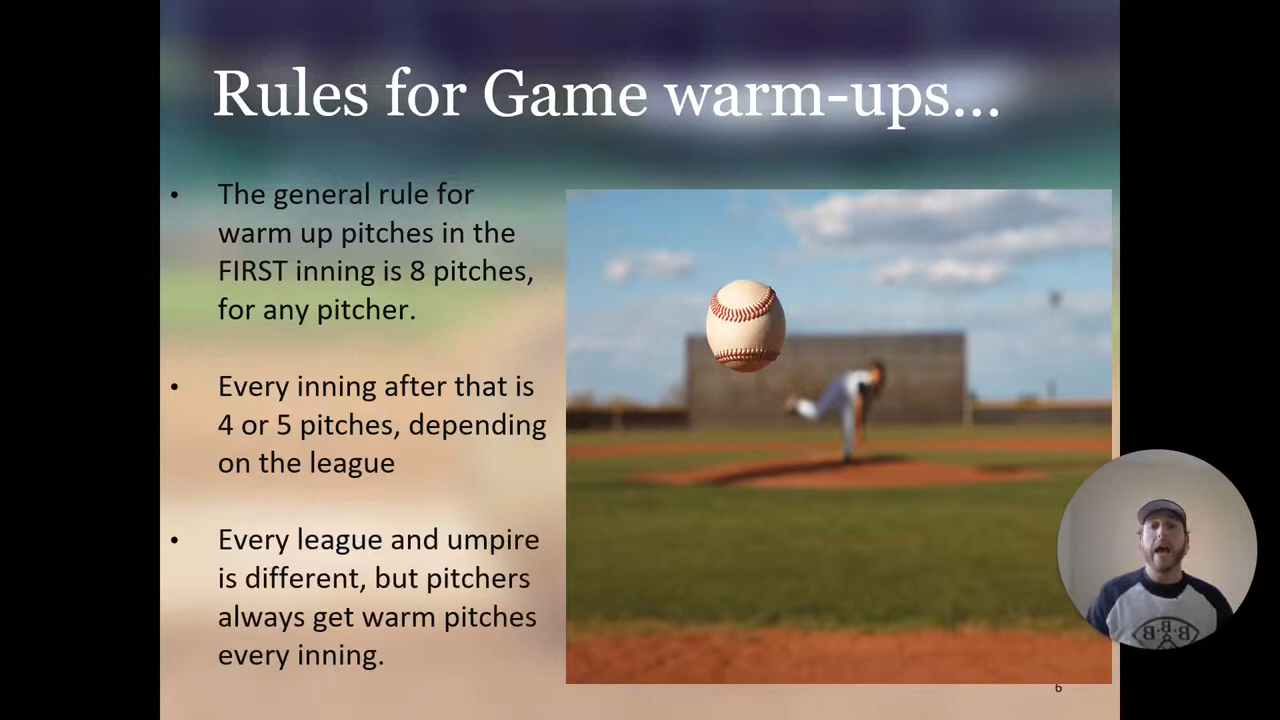 Rules for Game warm-ups...
• The general rule for
warm up pitches in the
FIRST inning is 8 pitches,
for any pitcher.
• Every inning after that is
4 or 5 pitches, depending
on the league
• Every league and umpire
is different, but pitchers
always get warm pitches
every inning.
6